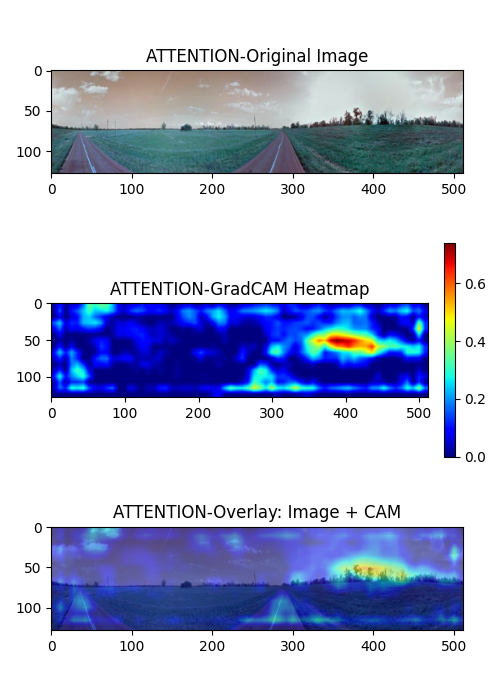 ATTENTION-Original Image
0
50
100
0 100 200 300 400 500
ATTENTION-GradCAM Heatmap
0
50
100
0 100 200 300 400 500
0.6
0.4
0.2
0.0
ATTENTION-Overlay: Image + CAM
0
50
100
0 100 200 300 400 500